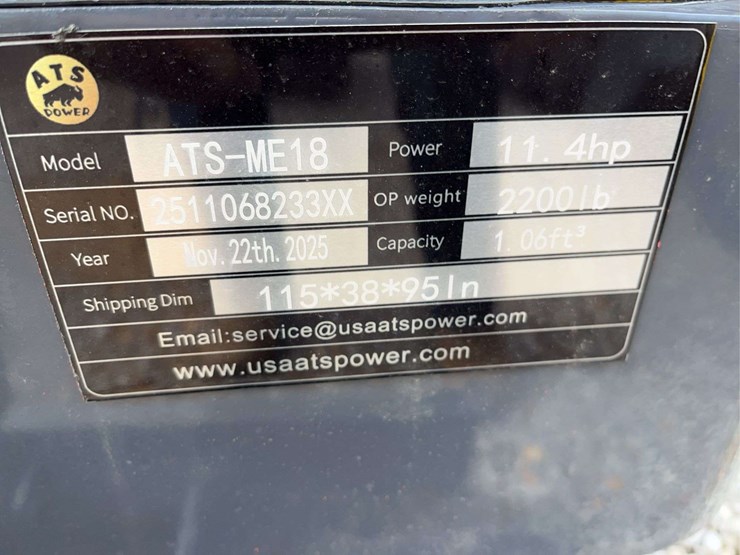 ATS
POWER
Model ATS-ME18 Power 11.4hp
Serial NO. 2511068233XX OP weight 2200lb
Year Nov.22th.2025 Capacity 1.06ft³
Shipping Dim 115*38*95In
Email:service@usaatspower.com
www.usaatspower.com